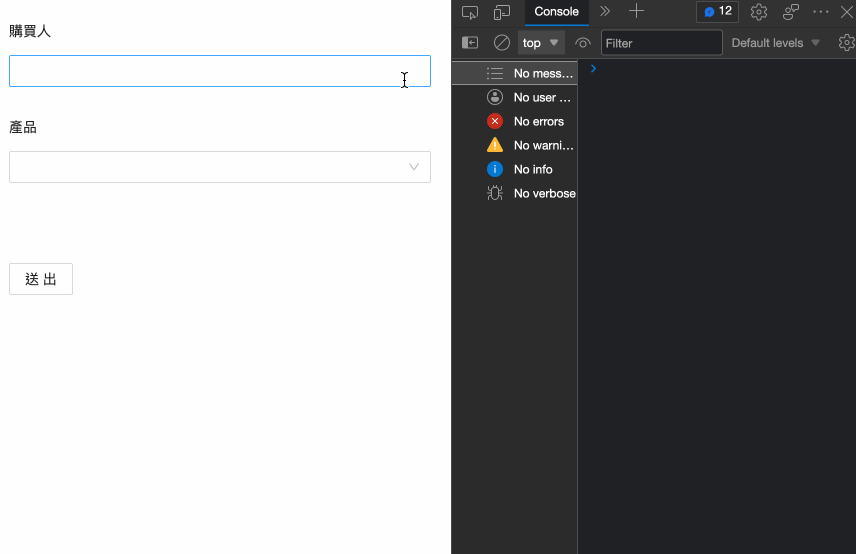 購買人
產品
送 出
Console
12
top
Filter
Default levels
No mess...
No user ...
No errors
No warni...
No info
No verbose